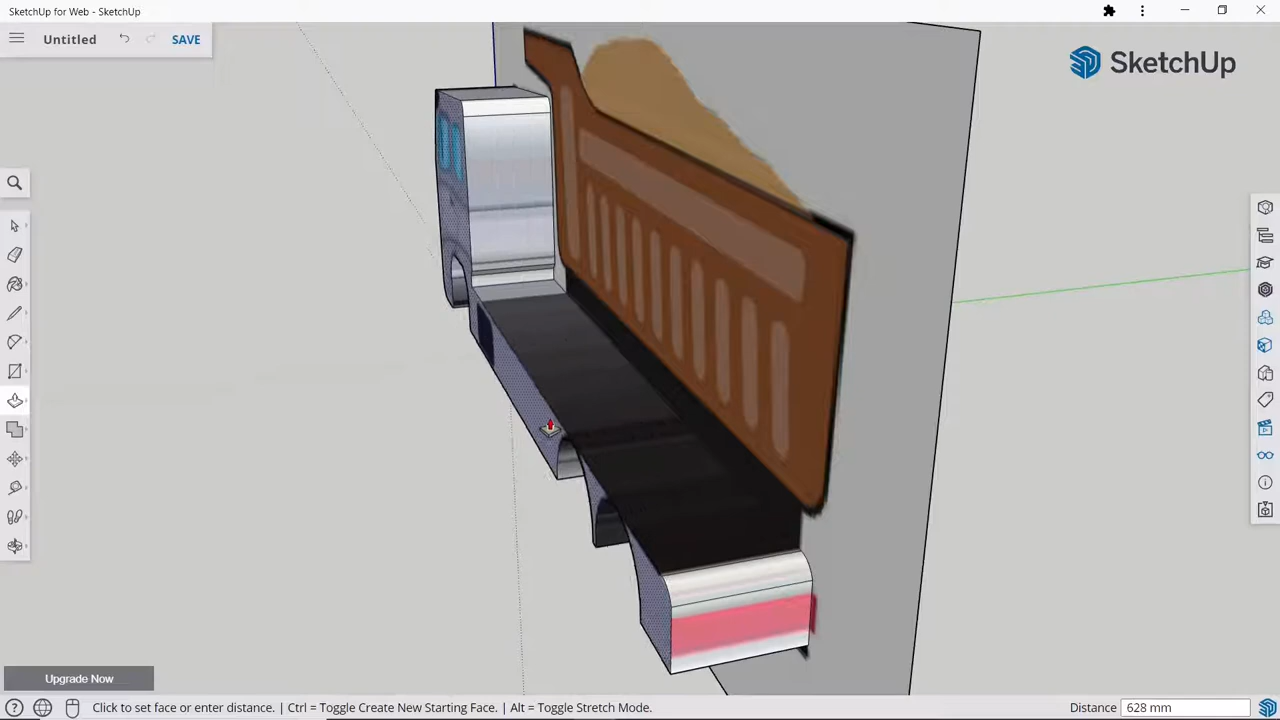 SketchUp for Web - SketchUp
Untitled
SAVE
SketchUp
Upgrade Now
Click to set face or enter distance. | Ctrl = Toggle Create New Starting Face. | Alt = Toggle Stretch Mode.
Distance 628 mm